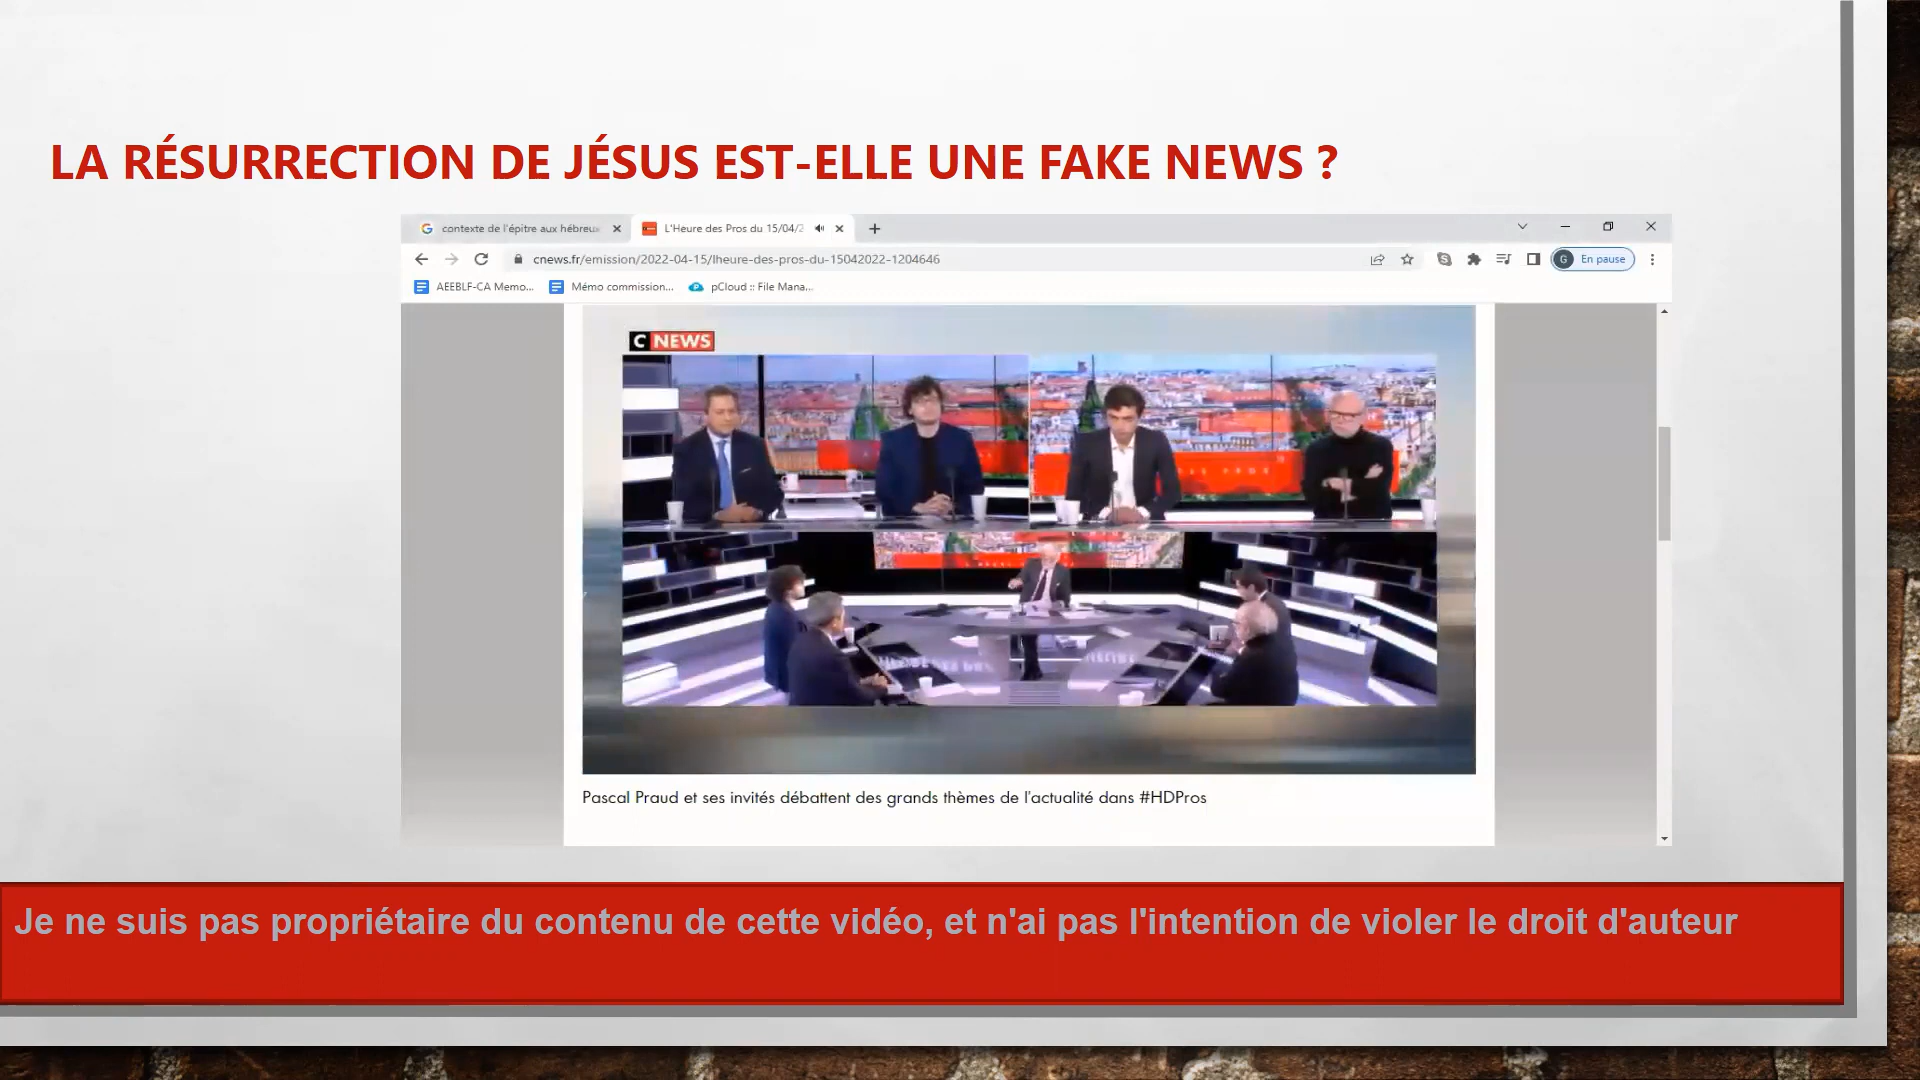 LA RÉSURRECTION DE JÉSUS EST-ELLE UNE FAKE NEWS ?
contexte de l'épitre aux hébreu
L'Heure des Pros du 15/04/2
cnews.fr/emission/2022-04-15/lheure-des-pros-du-15042022-1204646
G En pause
AEEBLF-CA Memo... Mémo commission... pCloud :: File Mana...
C NEWS
Pascal Praud et ses invités débattent des grands thèmes de l'actualité dans #HDPros
Je ne suis pas propriétaire du contenu de cette vidéo, et n'ai pas l'intention de violer le droit d'auteur